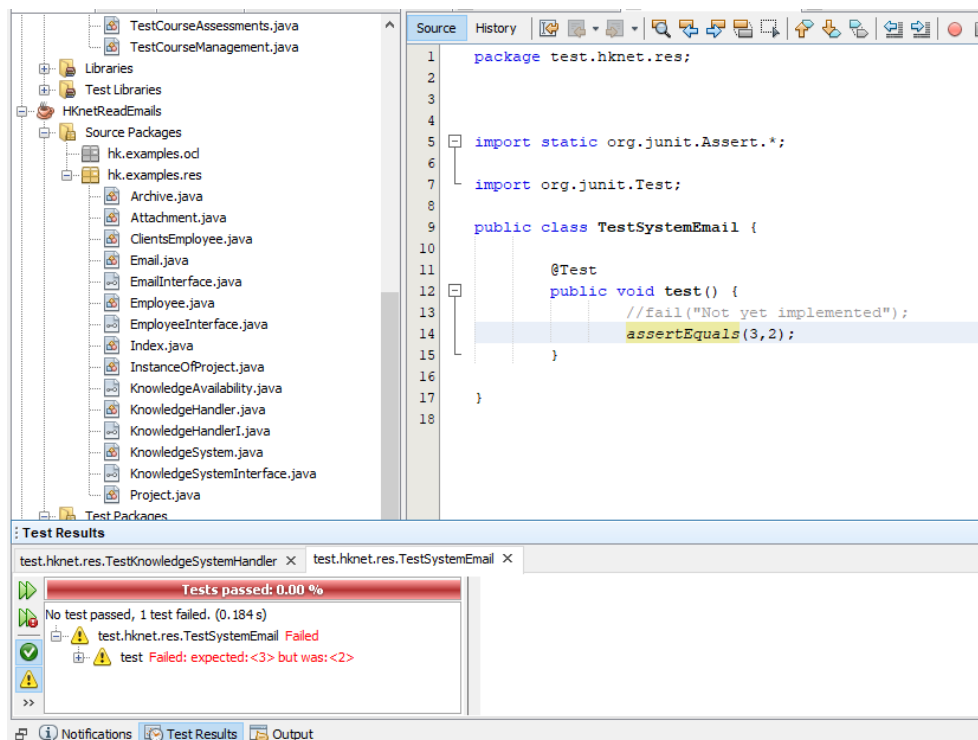 TestCourseAssessments.java
TestCourseManagement.java
Libraries
Test Libraries
HKnetReadEmails
Source Packages
hk.examples.ocl
hk.examples.res
Archive.java
Attachment.java
ClientsEmployee.java
Email.java
EmailInterface.java
Employee.java
EmployeeInterface.java
Index.java
InstanceOfProject.java
KnowledgeAvailability.java
KnowledgeHandler.java
KnowledgeHandlerI.java
KnowledgeSystem.java
KnowledgeSystemInterface.java
Project.java
Test Packages
Source History
1 package test.hknet.res;
2
3
4
5 import static org.junit.Assert.*;
6
7 import org.junit.Test;
8
9 public class TestSystemEmail {
10
11 @Test
12 public void test() {
13 //fail("Not yet implemented");
14 assertEquals(3,2);
15 }
16
17 }
18
Test Results
test.hknet.res.TestKnowledgeSystemHandler × test.hknet.res.TestSystemEmail ×
Tests passed: 0.00 %
No test passed, 1 test failed. (0.184 s)
test.hknet.res.TestSystemEmail Failed
test Failed: expected:<3> but was:<2>
>>
Notifications Test Results Output